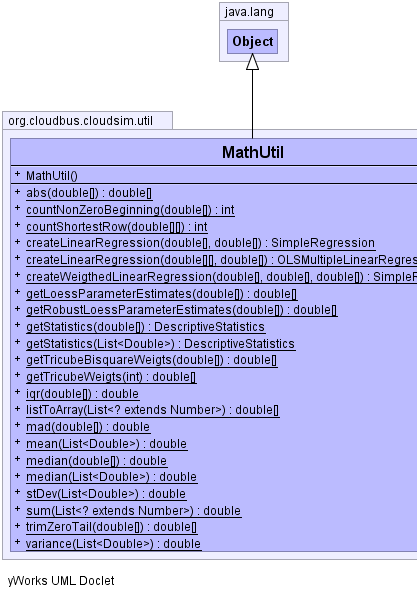 java.lang
Object
org.cloudbus.cloudsim.util
MathUtil
+ MathUtil()
+ abs(double[]) : double[]
+ countNonZeroBeginning(double[]) : int
+ countShortestRow(double[][]) : int
+ createLinearRegression(double[], double[]) : SimpleRegression
+ createLinearRegression(double[][], double[]) : OLSMultipleLinearRegr
+ createWeigthedLinearRegression(double[], double[], double[]) : SimpleR
+ getLoessParameterEstimates(double[]) : double[]
+ getRobustLoessParameterEstimates(double[]) : double[]
+ getStatistics(double[]) : DescriptiveStatistics
+ getStatistics(List<Double>) : DescriptiveStatistics
+ getTricubeBisquareWeigts(double[]) : double[]
+ getTricubeWeigts(int) : double[]
+ iqr(double[]) : double
+ listToArray(List<? extends Number>) : double[]
+ mad(double[]) : double
+ mean(List<Double>) : double
+ median(double[]) : double
+ median(List<Double>) : double
+ stDev(List<Double>) : double
+ sum(List<? extends Number>) : double
+ trimZeroTail(double[]) : double[]
+ variance(List<Double>) : double
yWorks UML Doclet